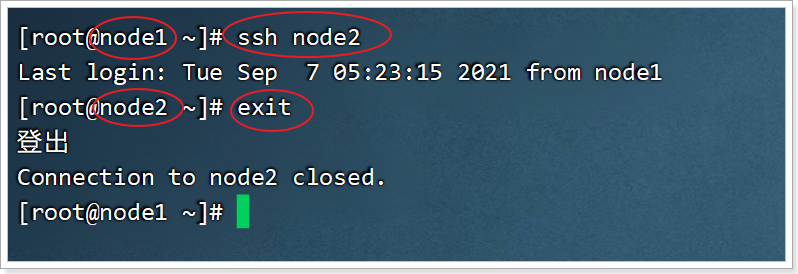 [root@node1 ~]# ssh node2
Last login: Tue Sep  7 05:23:15 2021 from node1
[root@node2 ~]# exit
登出
Connection to node2 closed.
[root@node1 ~]#